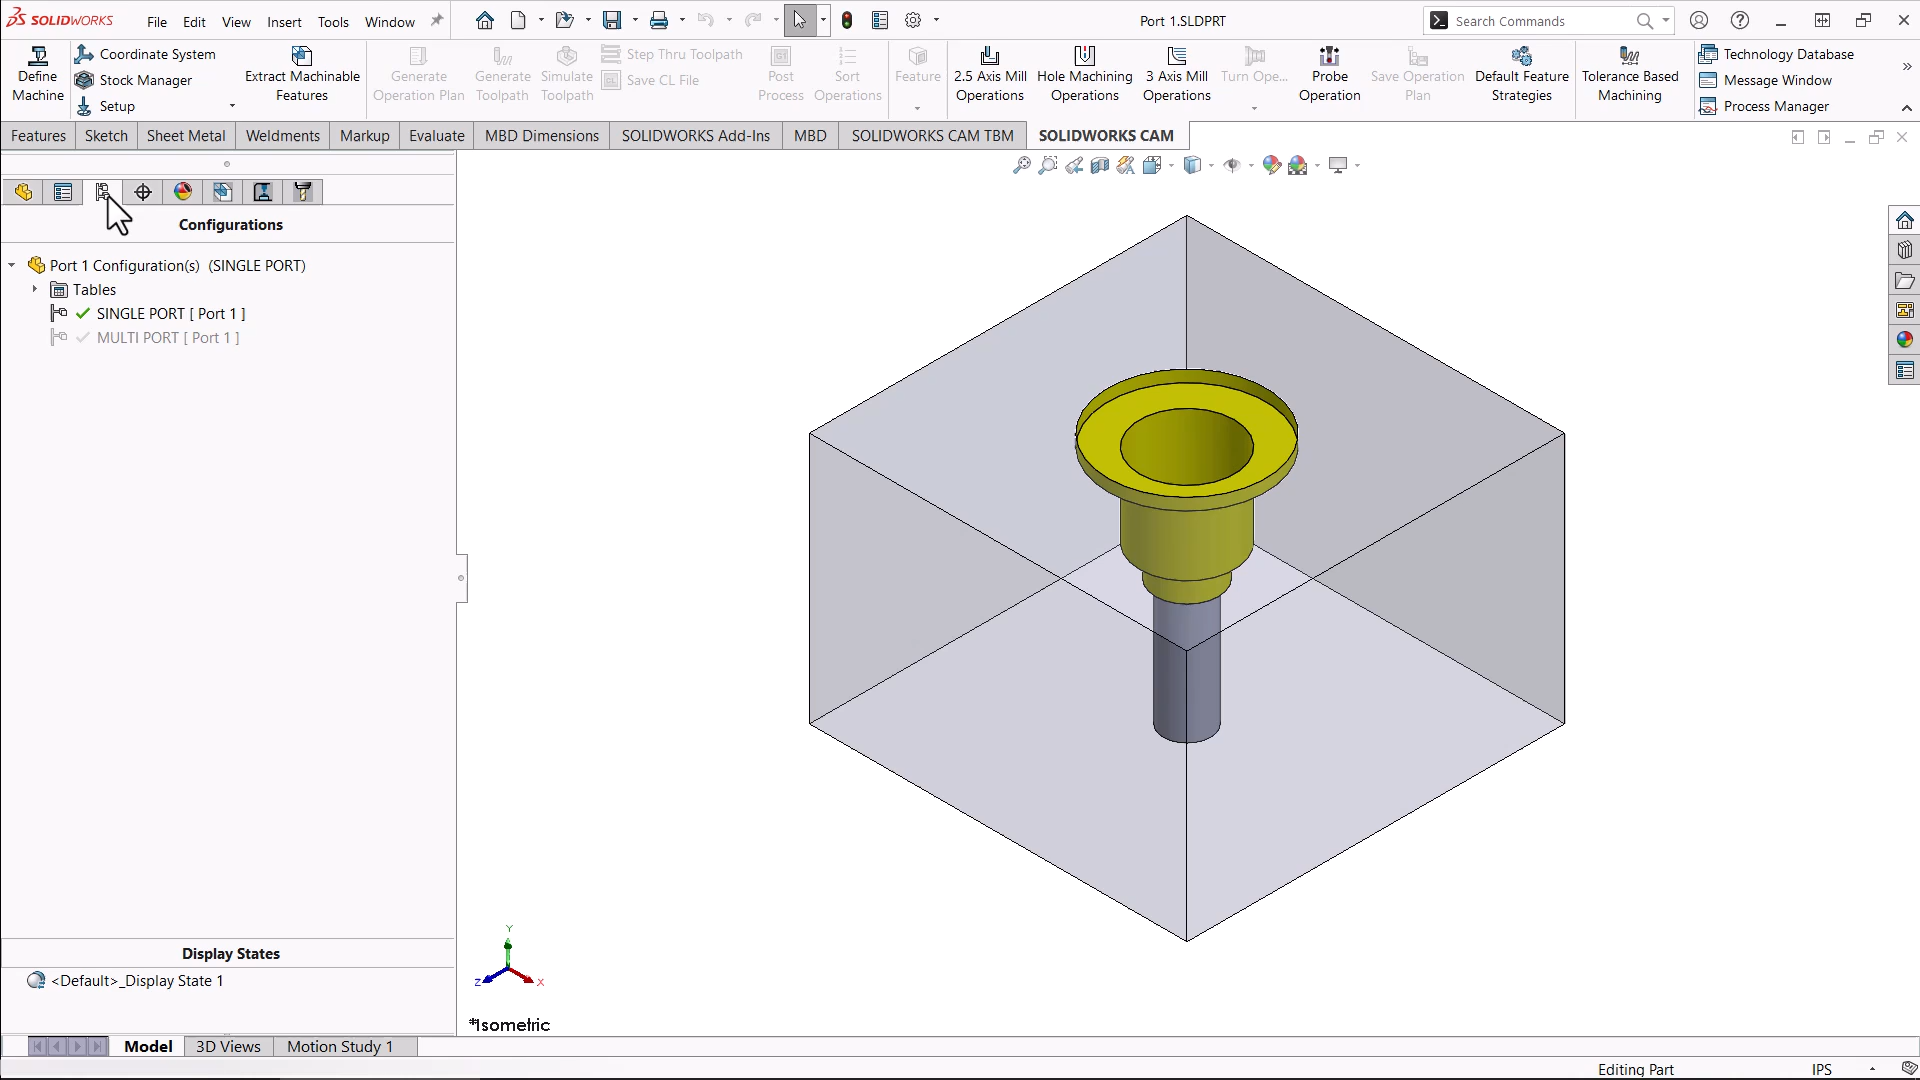 SOLIDWORKS File Edit View Insert Tools Window Port 1.SLDPRT Search Commands
Define Machine
Coordinate System
Stock Manager
Setup
Extract Machinable Features
Generate Operation Plan
Generate Toolpath
Simulate Toolpath
Step Thru Toolpath
Save CL File
Post Process
Sort Operations
Feature
2.5 Axis Mill Operations
Hole Machining Operations
3 Axis Mill Operations
Turn Ope...
Probe Operation
Save Operation Plan
Default Feature Strategies
Tolerance Based Machining
Technology Database
Message Window
Process Manager
Features Sketch Sheet Metal Weldments Markup Evaluate MBD Dimensions SOLIDWORKS Add-Ins MBD SOLIDWORKS CAM TBM SOLIDWORKS CAM
Configurations
Port 1 Configuration(s) (SINGLE PORT)
Tables
SINGLE PORT [ Port 1 ]
MULTI PORT [ Port 1 ]
Display States
<Default>_Display State 1
Y
Z X
*Isometric
Model 3D Views Motion Study 1
Editing Part IPS